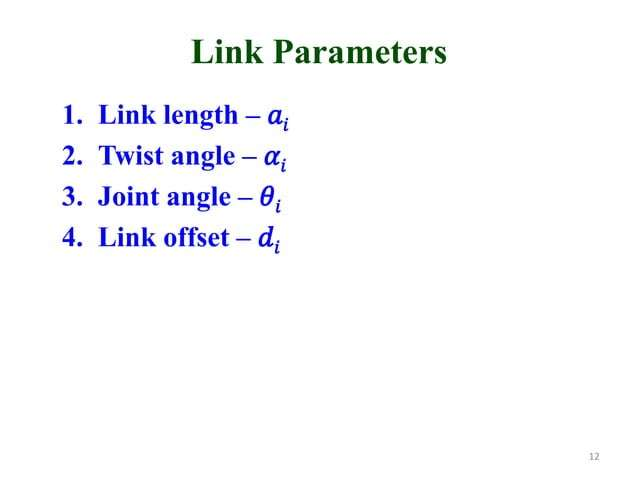 Link Parameters
1. Link length – aᵢ
2. Twist angle – αᵢ
3. Joint angle – θᵢ
4. Link offset – dᵢ
12